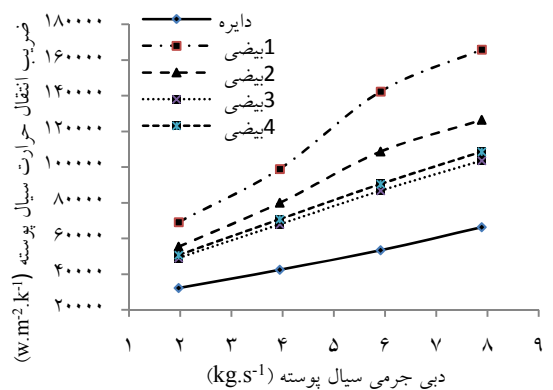 ضریب انتقال حرارت سیال پوسته (w.m-2.k-1)
۱۸۰۰۰۰
۱۶۰۰۰۰
۱۴۰۰۰۰
۱۲۰۰۰۰
۱۰۰۰۰۰
۸۰۰۰۰
۶۰۰۰۰
۴۰۰۰۰
۲۰۰۰۰
دایره
بیضی1
بیضی2
بیضی3
بیضی4
۱ ۲ ۳ ۴ ۵ ۶ ۷ ۸ ۹
دبی جرمی سیال پوسته (kg.s-1)